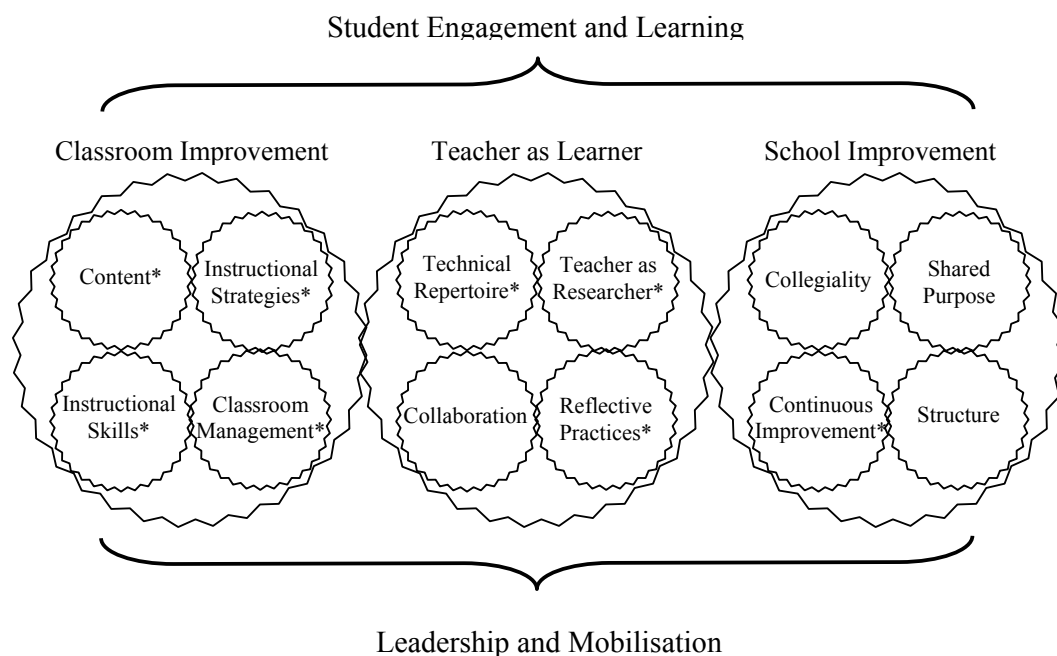 Student Engagement and Learning
Classroom Improvement
Teacher as Learner
School Improvement
Content*
Instructional
Strategies*
Instructional
Skills*
Classroom
Management*
Technical
Repertoire*
Teacher as
Researcher*
Collaboration
Reflective
Practices*
Collegiality
Shared
Purpose
Continuous
Improvement*
Structure
Leadership and Mobilisation